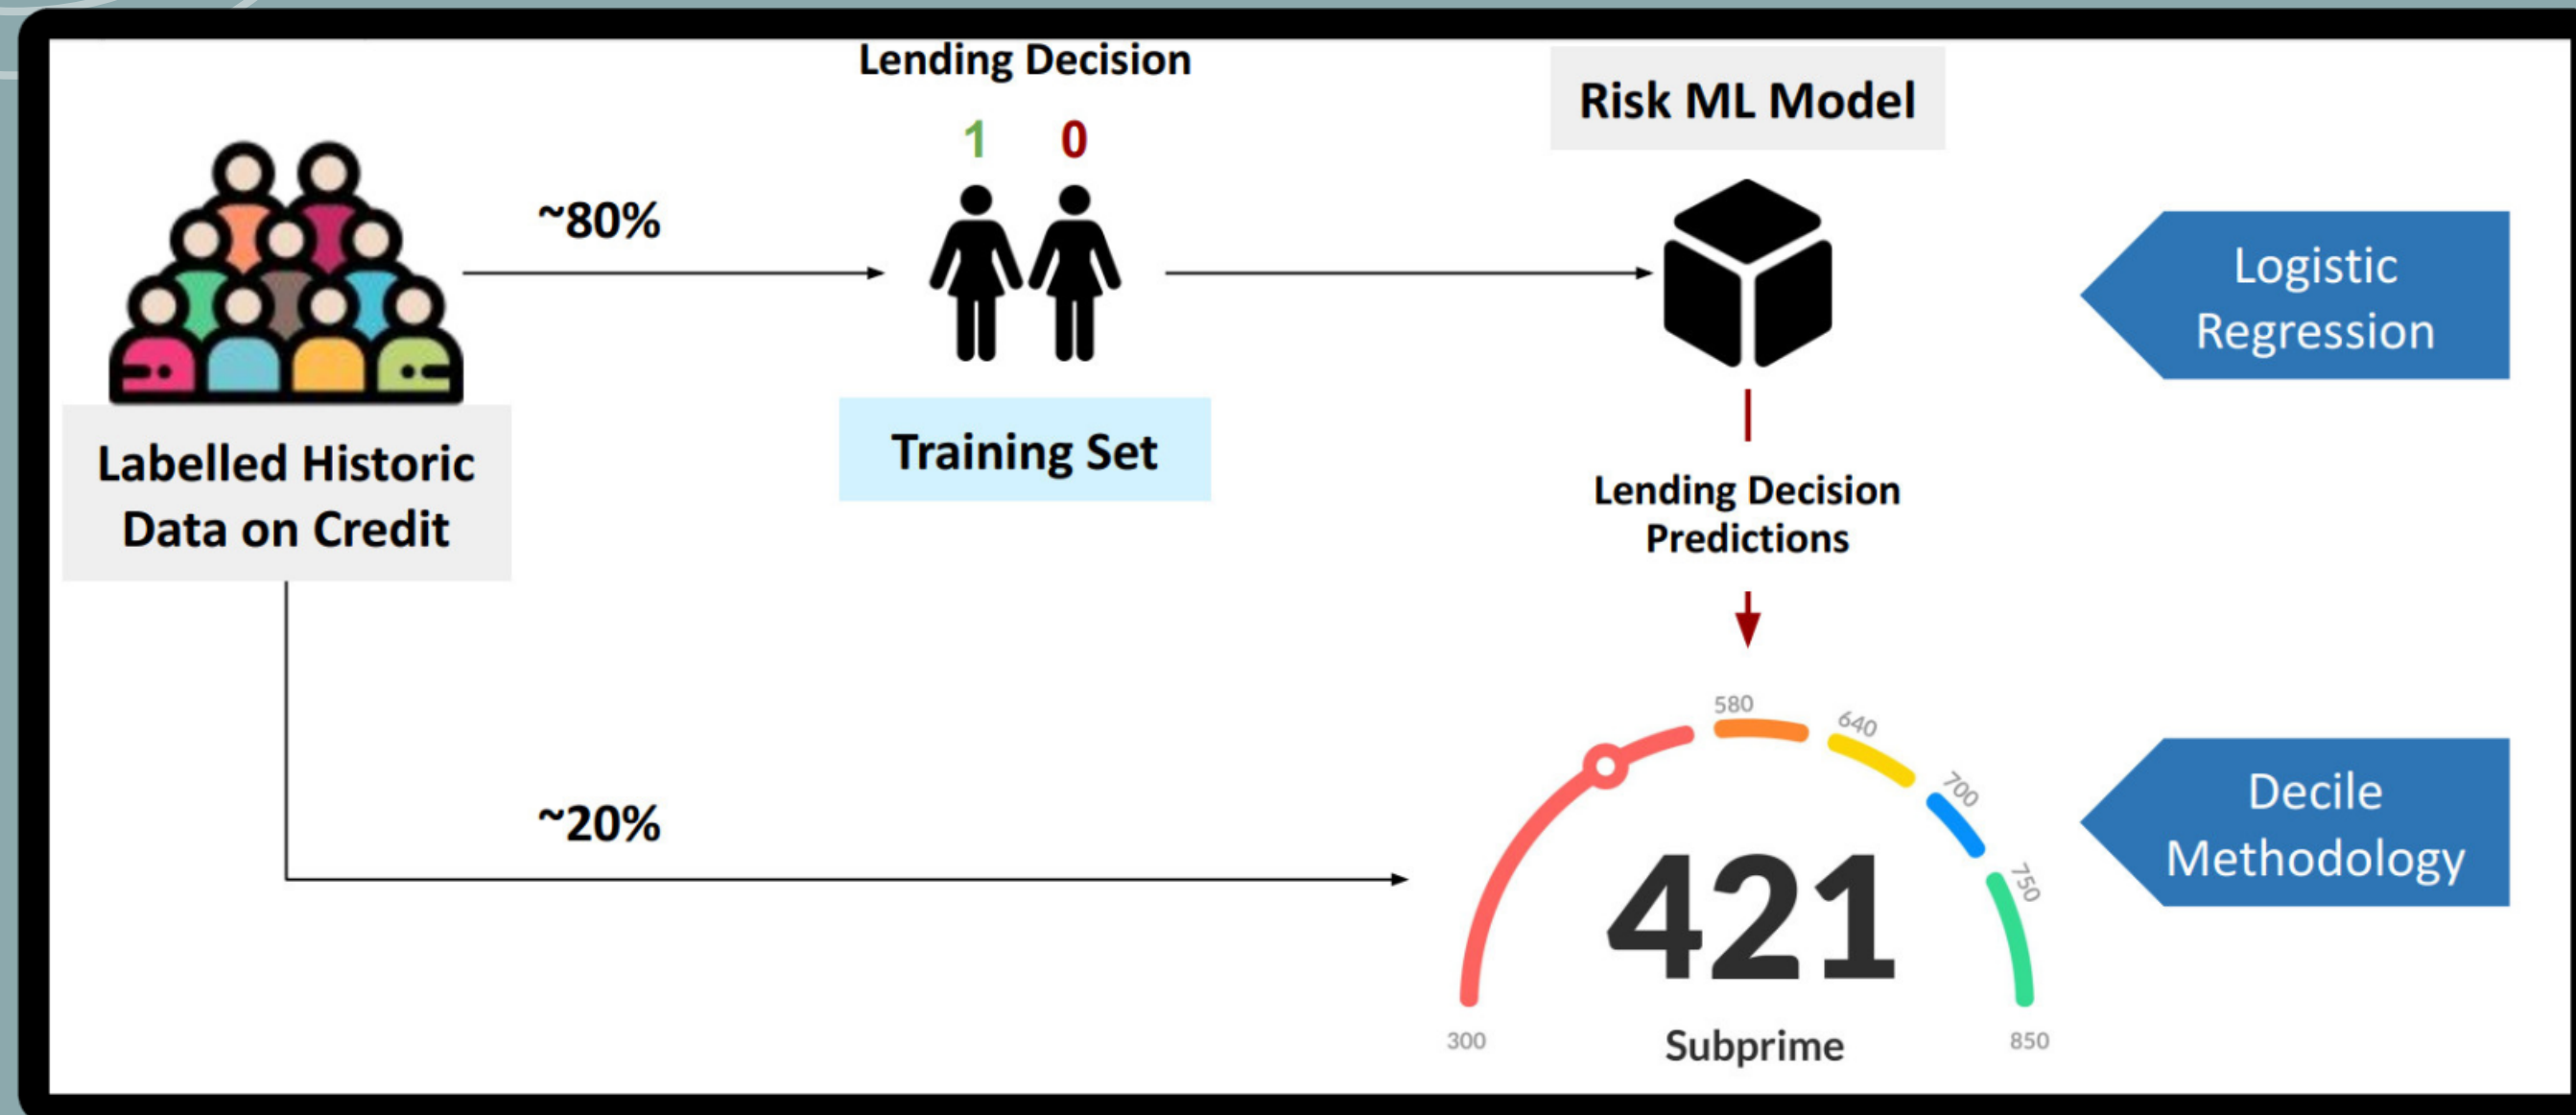 Lending Decision
1 0
~80%
Risk ML Model
Labelled Historic
Data on Credit
Training Set
Logistic
Regression
Lending Decision
Predictions
~20%
580
640
700
750
421
300
Subprime
850
Decile
Methodology